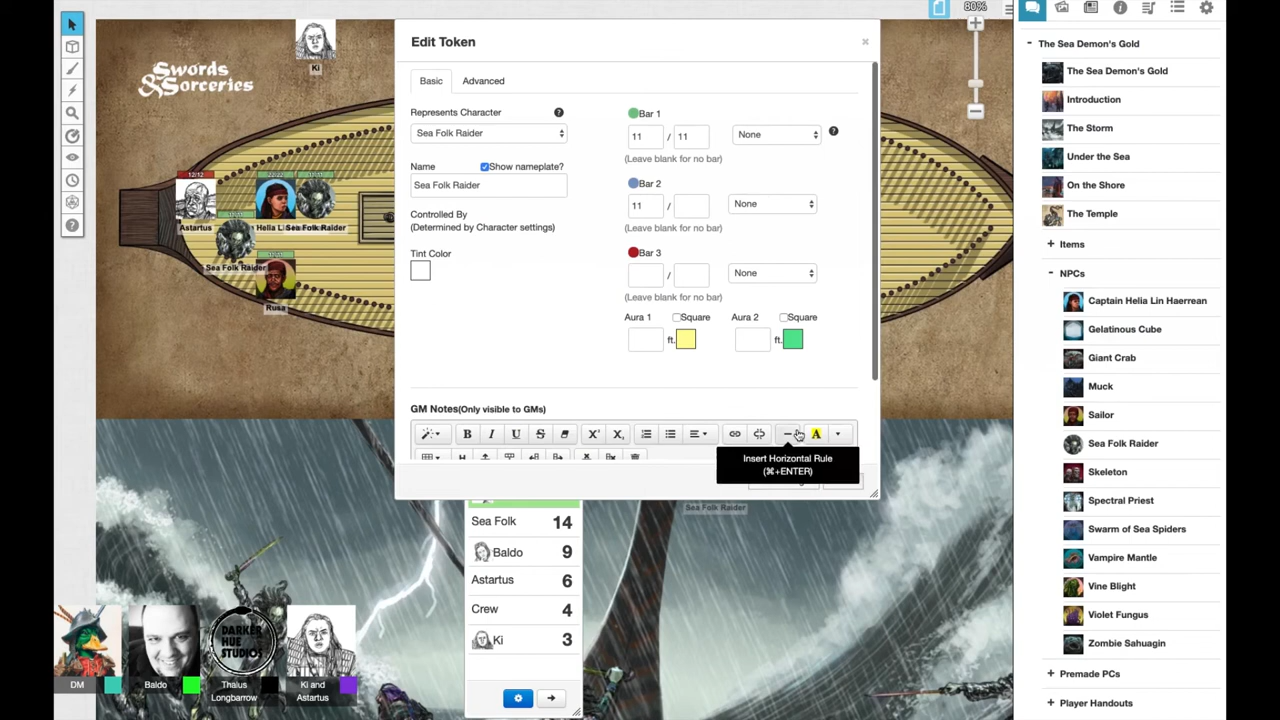 80%
Swords
&Sorceries
Ki
12/12
Astartus
Helia Li
Sea Folk Raider
Sea Folk Raider
Rusa
Edit Token
×
Basic
Advanced
Represents Character
?
Sea Folk Raider
Name
Show nameplate?
Sea Folk Raider
Controlled By
(Determined by Character settings)
Tint Color
Bar 1
11 / 11
None
?
(Leave blank for no bar)
Bar 2
11 /
None
(Leave blank for no bar)
Bar 3
/
None
(Leave blank for no bar)
Aura 1
Square
Aura 2
Square
ft.
ft.
GM Notes(Only visible to GMs)
B I U S X² X₂ A
Insert Horizontal Rule
(⌘+ENTER)
Sea Folk Raider
Sea Folk 14
Baldo 9
Astartus 6
Crew 4
Ki 3
DARKER
HUE
STUDIOS
DM
Baldo
Thalus
Longbarrow
Ki and
Astartus
The Sea Demon's Gold
The Sea Demon's Gold
Introduction
The Storm
Under the Sea
On the Shore
The Temple
+ Items
- NPCs
Captain Helia Lin Haerrean
Gelatinous Cube
Giant Crab
Muck
Sailor
Sea Folk Raider
Skeleton
Spectral Priest
Swarm of Sea Spiders
Vampire Mantle
Vine Blight
Violet Fungus
Zombie Sahuagin
+ Premade PCs
+ Player Handouts